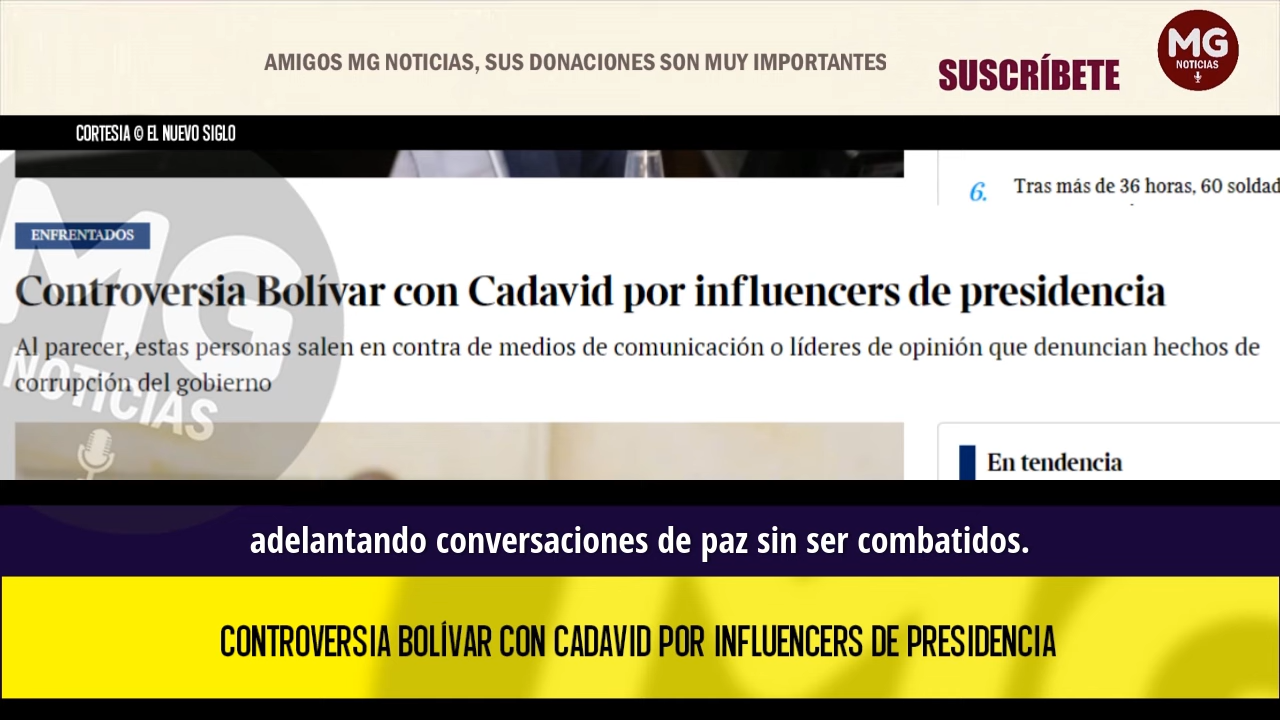 AMIGOS MG NOTICIAS, SUS DONACIONES SON MUY IMPORTANTES
SUSCRÍBETE
MG
NOTICIAS
CORTESIA © EL NUEVO SIGLO
6.
Tras más de 36 horas, 60 soldad
ENFRENTADOS
Controversia Bolívar con Cadavid por influencers de presidencia
Al parecer, estas personas salen en contra de medios de comunicación o líderes de opinión que denuncian hechos de
corrupción del gobierno
MG
NOTICIAS
En tendencia
adelantando conversaciones de paz sin ser combatidos.
CONTROVERSIA BOLÍVAR CON CADAVID POR INFLUENCERS DE PRESIDENCIA